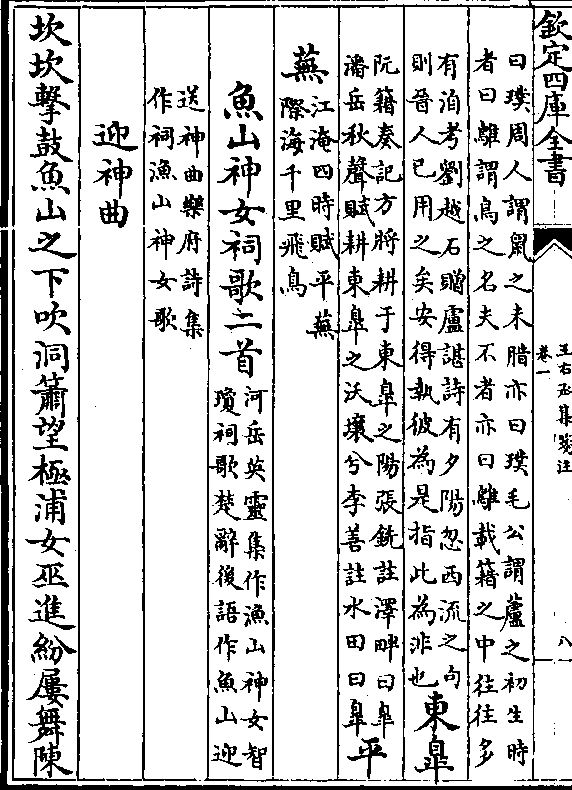 欽定四庫全書
王右丞集箋注
卷一
八
曰璞周人謂鼠之未腊亦曰璞毛公謂蘆之初生時
者曰騅謂鳥之名夫不者亦曰騅載籍之中往往多
有泊考劉越石贈盧諶詩有夕陽忽西流之句
則晉人已用之矣安得執彼為是指此為非也
東臯
阮籍奏記方將耕于東臯之陽張銑註澤畔曰臯
潘岳秋聲賦耕東臯之沃壤兮李善註水田曰臯
平
蕪
江淹四時賦平蕪
際海千里飛鳥
魚山神女祠歌二首
河岳英靈集作漁山神女智
瓊祠歌楚辭後語作魚山迎
送神曲樂府詩集
作祠漁山神女歌
迎神曲
坎坎擊鼓魚山之下吹洞簫望極浦女巫進紛屢舞陳